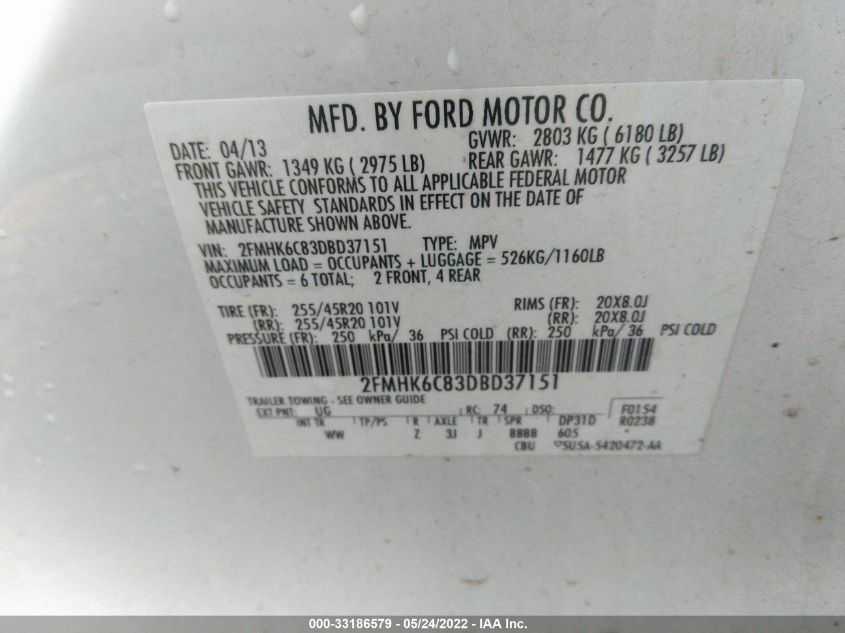 MFD. BY FORD MOTOR CO.
DATE: 04/13 GVWR: 2803 KG ( 6180 LB)
FRONT GAWR: 1349 KG ( 2975 LB) REAR GAWR: 1477 KG ( 3257 LB)
THIS VEHICLE CONFORMS TO ALL APPLICABLE FEDERAL MOTOR
VEHICLE SAFETY STANDARDS IN EFFECT ON THE DATE OF
MANUFACTURE SHOWN ABOVE.
VIN: 2FMHK6C83DBD37151 TYPE: MPV
MAXIMUM LOAD = OCCUPANTS + LUGGAGE = 526KG/1160LB
OCCUPANTS = 6 TOTAL; 2 FRONT, 4 REAR
TIRE (FR): 255/45R20 101V RIMS (FR): 20X8.0J
(RR): 255/45R20 101V (RR): 20X8.0J
PRESSURE (FR): 250 kPa/ 36 PSI COLD (RR): 250 kPa/ 36 PSI COLD
2FMHK6C83DBD37151
TRAILER TOWING - SEE OWNER GUIDE
EXT PNT: UG RC: 74 DSO: F0154
INT TR TP/PS R AXLE TR SPR DP31D R0238
WW Z 3J J BBBB 605
CBU 5USA-S420472-AA
000-33186579 - 05/24/2022 - IAA Inc.